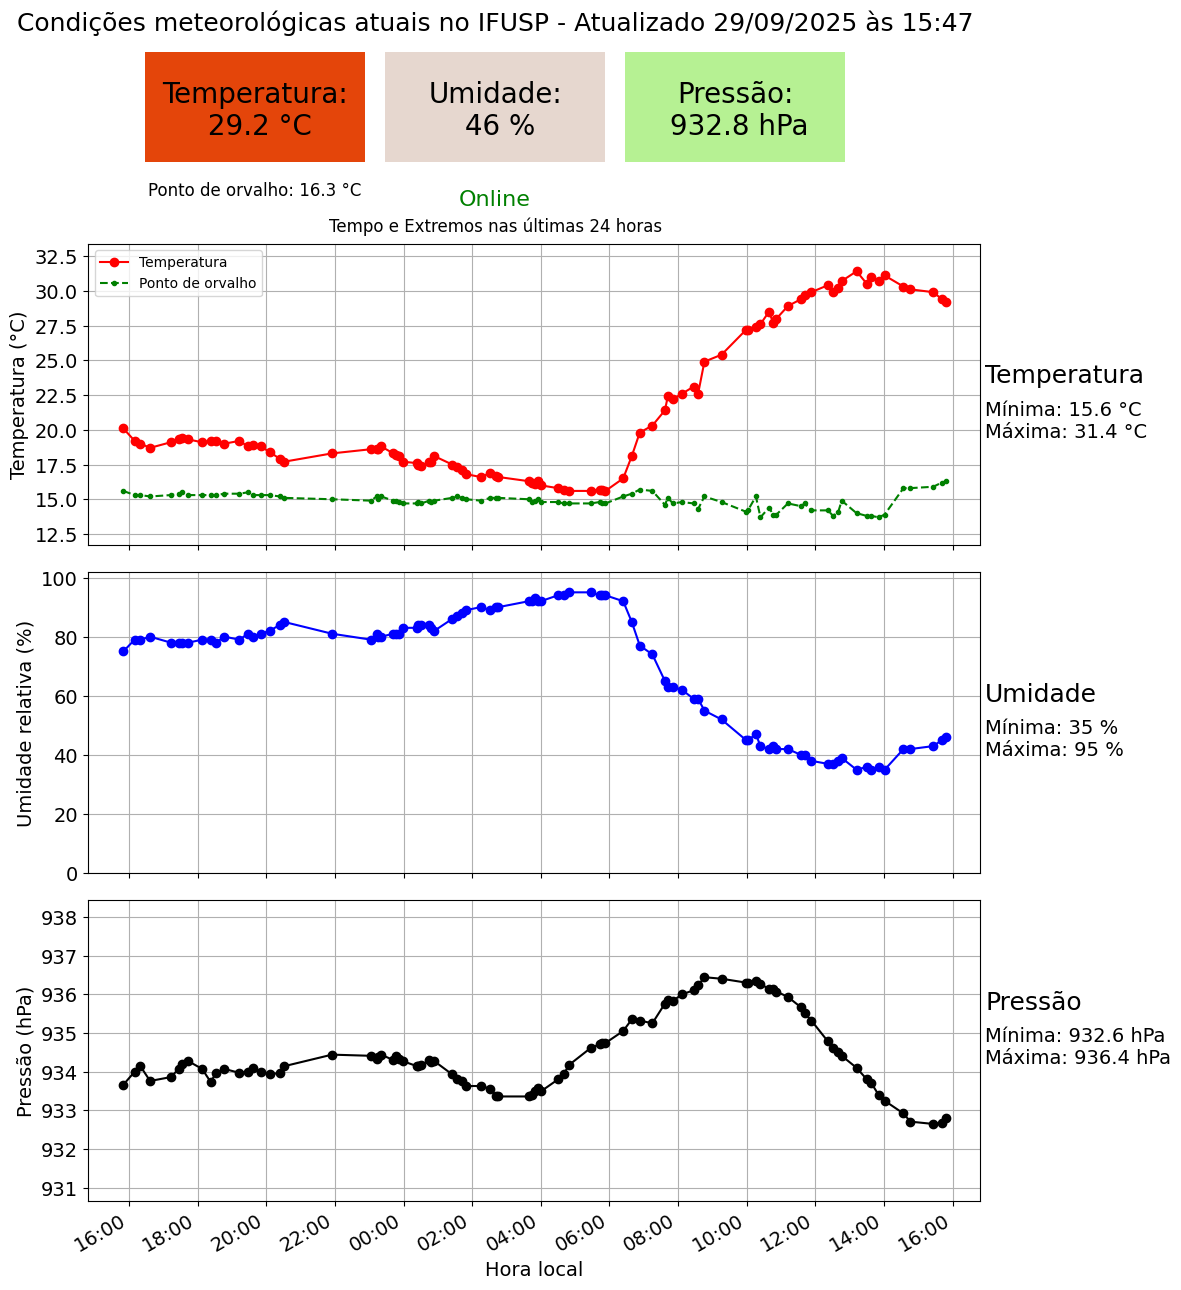 Condições meteorológicas atuais no IFUSP - Atualizado 29/09/2025 às 15:47
Temperatura:
29.2 °C
Umidade:
46 %
Pressão:
932.8 hPa
Ponto de orvalho: 16.3 °C
Online
Tempo e Extremos nas últimas 24 horas
Temperatura (°C)
32.5
30.0
27.5
25.0
22.5
20.0
17.5
15.0
12.5
Temperatura
Ponto de orvalho
Temperatura
Mínima: 15.6 °C
Máxima: 31.4 °C
Umidade relativa (%)
100
80
60
40
20
0
Umidade
Mínima: 35 %
Máxima: 95 %
Pressão (hPa)
938
937
936
935
934
933
932
931
Pressão
Mínima: 932.6 hPa
Máxima: 936.4 hPa
16:00
18:00
20:00
22:00
00:00
02:00
04:00
06:00
08:00
10:00
12:00
14:00
16:00
Hora local